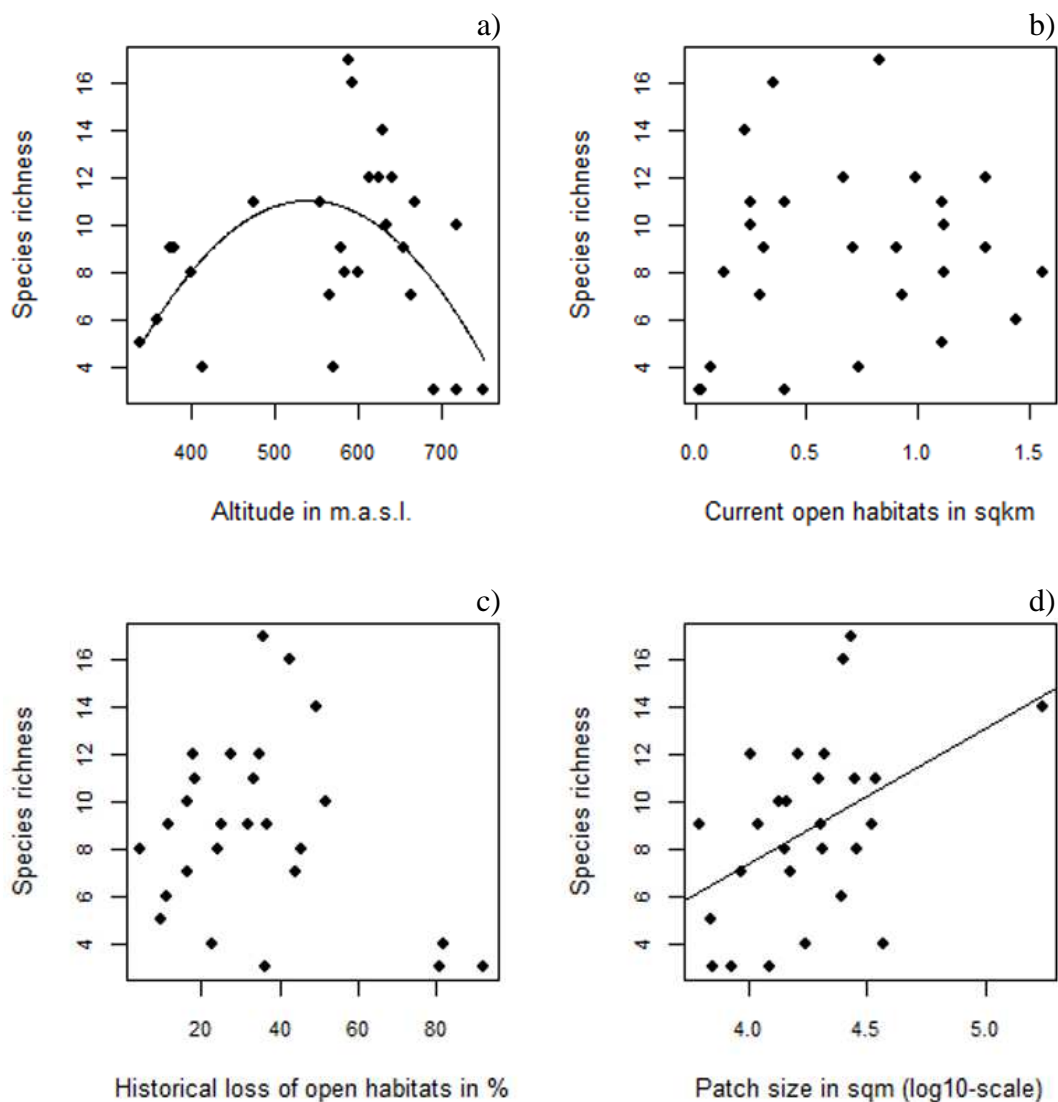 a)
Species richness
4 6 8 10 12 14 16
400 500 600 700
Altitude in m.a.s.l.
b)
Species richness
4 6 8 10 12 14 16
0.0 0.5 1.0 1.5
Current open habitats in sqkm
c)
Species richness
4 6 8 10 12 14 16
20 40 60 80
Historical loss of open habitats in %
d)
Species richness
4 6 8 10 12 14 16
4.0 4.5 5.0
Patch size in sqm (log10-scale)